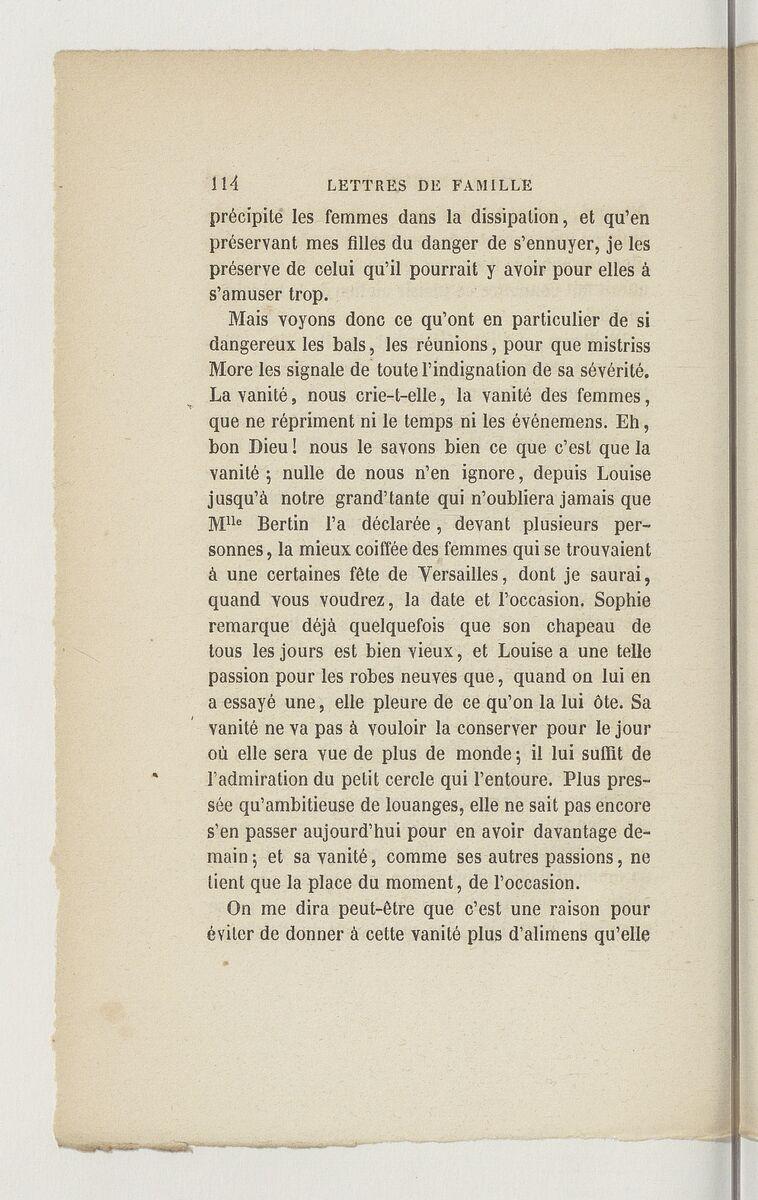 114 LETTRES DE FAMILLE
précipite les femmes dans la dissipation, et qu'en
préservant mes filles du danger de s'ennuyer, je les
préserve de celui qu'il pourrait y avoir pour elles à
s'amuser trop.
Mais voyons donc ce qu'ont en particulier de si
dangereux les bals, les réunions, pour que mistriss
More les signale de toute l'indignation de sa sévérité.
La vanité, nous crie-t-elle, la vanité des femmes,
que ne répriment ni le temps ni les événemens. Eh,
bon Dieu! nous le savons bien ce que c'est que la
vanité; nulle de nous n'en ignore, depuis Louise
jusqu'à notre grand'tante qui n'oubliera jamais que
Mlle Bertin l'a déclarée, devant plusieurs per-
sonnes, la mieux coiffée des femmes qui se trouvaient
à une certaines fête de Versailles, dont je saurai,
quand vous voudrez, la date et l'occasion. Sophie
remarque déjà quelquefois que son chapeau de
tous les jours est bien vieux, et Louise a une telle
passion pour les robes neuves que, quand on lui en
a essayé une, elle pleure de ce qu'on la lui ôte. Sa
vanité ne va pas à vouloir la conserver pour le jour
où elle sera vue de plus de monde; il lui suffit de
l'admiration du petit cercle qui l'entoure. Plus pres-
sée qu'ambitieuse de louanges, elle ne sait pas encore
s'en passer aujourd'hui pour en avoir davantage de-
main; et sa vanité, comme ses autres passions, ne
tient que la place du moment, de l'occasion.
On me dira peut-être que c'est une raison pour
éviter de donner à cette vanité plus d'alimens qu'elle